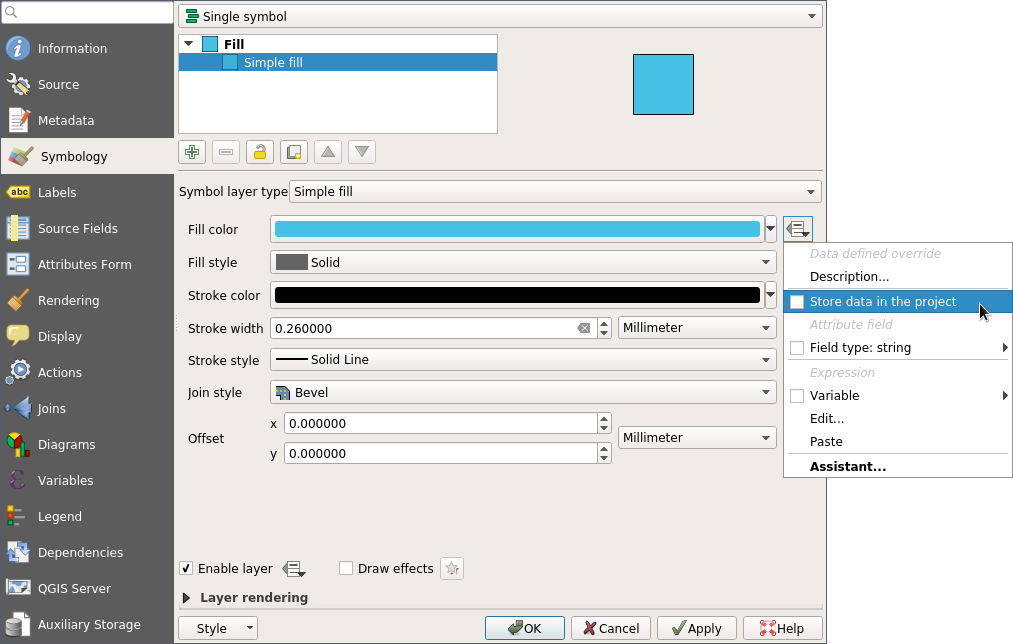 Information
Source
Metadata
Symbology
abc Labels
Source Fields
Attributes Form
Rendering
Display
Actions
Joins
Diagrams
Variables
Legend
Dependencies
QGIS Server
Auxiliary Storage
Single symbol
Fill
Simple fill
Symbol layer type Simple fill
Fill color
Fill style Solid
Stroke color
Stroke width 0.260000 Millimeter
Stroke style Solid Line
Join style Bevel
Offset
x 0.000000
y 0.000000
Millimeter
Enable layer Draw effects
Layer rendering
Style OK Cancel Apply Help
Data defined override
Description...
Store data in the project
Attribute field
Field type: string
Expression
Variable
Edit...
Paste
Assistant...